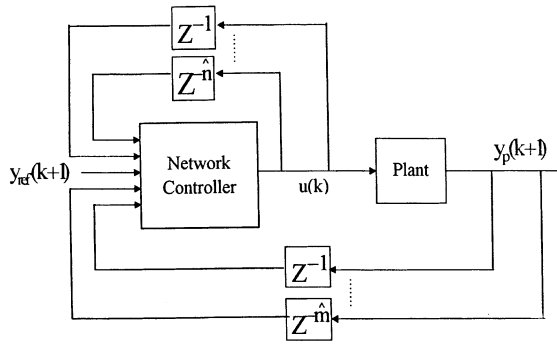 Z⁻¹
Z⁻n̂
y_ref(k+1)
Network
Controller
u(k)
Plant
y_p(k+1)
Z⁻¹
Z⁻m̂